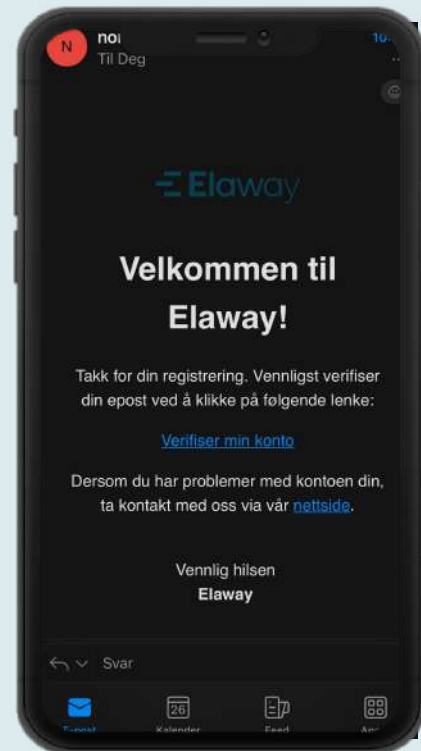 N
Til Deg
Elaway
Velkommen til
Elaway!
Takk for din registrering. Vennligst verifiser
din epost ved å klikke på følgende lenke:
Verifiser min konto
Dersom du har problemer med kontoen din,
ta kontakt med oss via vår nettside.
Vennlig hilsen
Elaway
Svar
26
E-post Kalender Feed